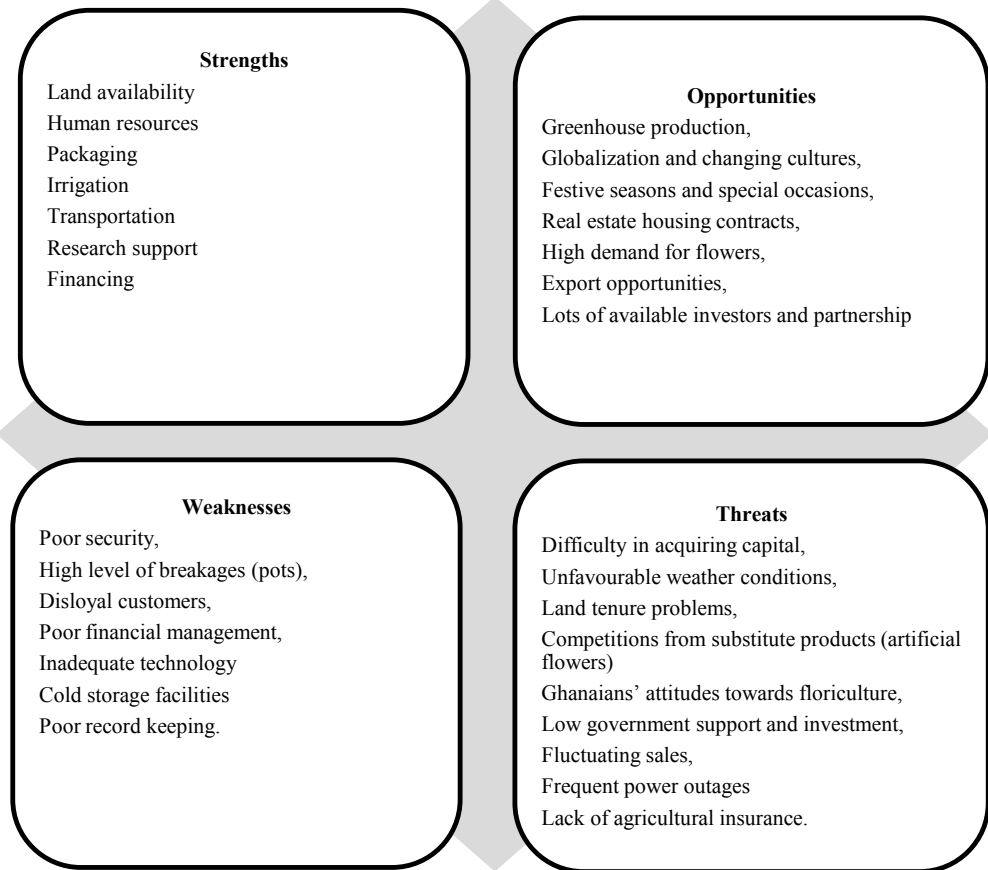 Strengths
Land availability
Human resources
Packaging
Irrigation
Transportation
Research support
Financing
Opportunities
Greenhouse production,
Globalization and changing cultures,
Festive seasons and special occasions,
Real estate housing contracts,
High demand for flowers,
Export opportunities,
Lots of available investors and partnership
Weaknesses
Poor security,
High level of breakages (pots),
Disloyal customers,
Poor financial management,
Inadequate technology
Cold storage facilities
Poor record keeping.
Threats
Difficulty in acquiring capital,
Unfavourable weather conditions,
Land tenure problems,
Competitions from substitute products (artificial
flowers)
Ghanaians’ attitudes towards floriculture,
Low government support and investment,
Fluctuating sales,
Frequent power outages
Lack of agricultural insurance.